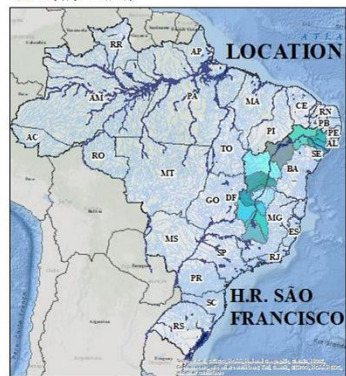 LOCATION
RR
AP
AM
PA
MA
CE
RN
PB
PE
AL
SE
PI
AC
RO
TO
BA
MT
GO
DF
MG
ES
MS
SP
RJ
PR
SC
RS
H.R. SÃO
FRANCISCO